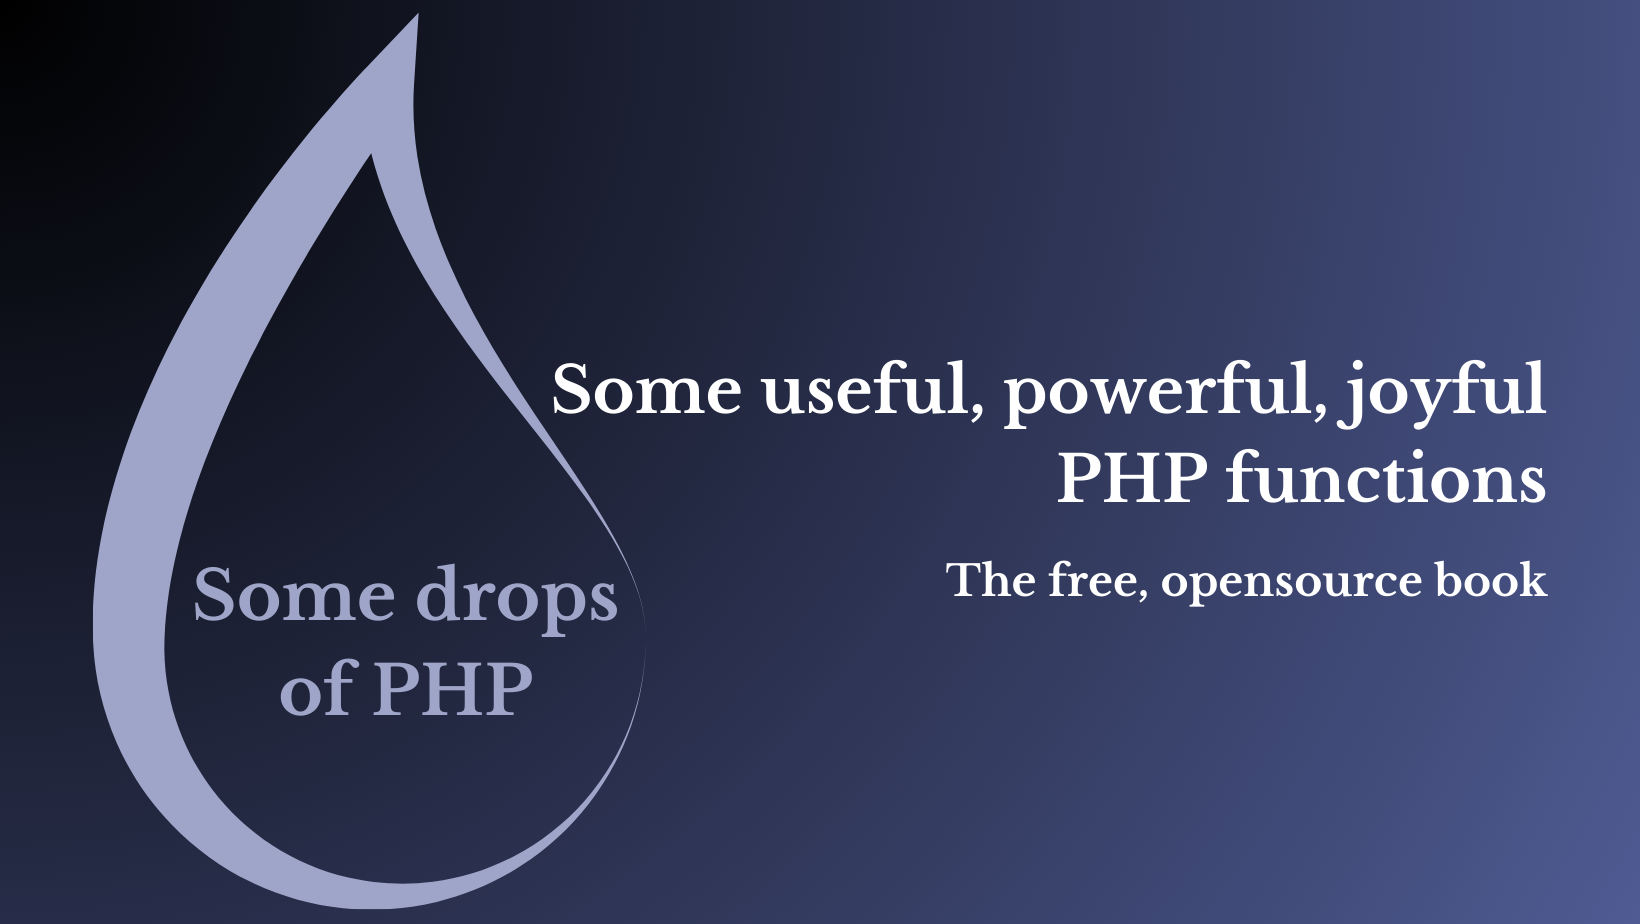 Some useful, powerful, joyful
PHP functions
The free, opensource book
Some drops
of PHP